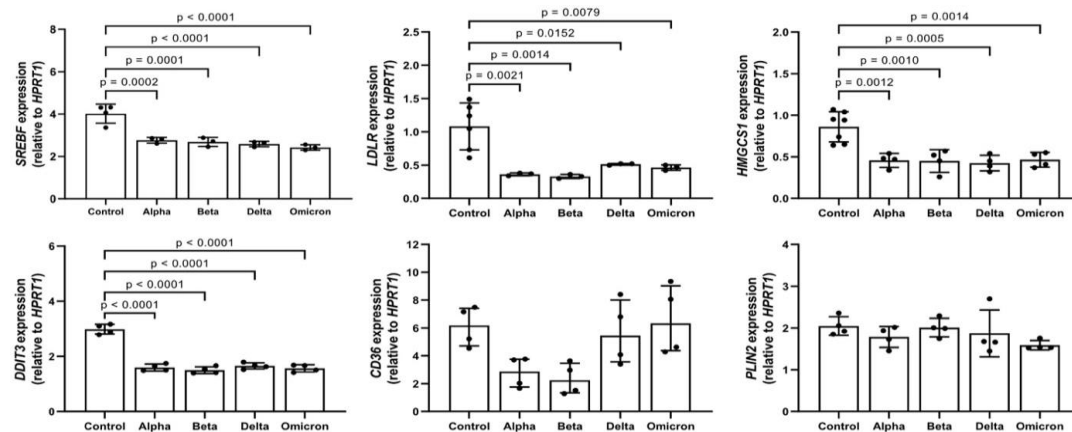 SREBF expression
(relative to HPRT1)
8
6
4
2
0
p < 0.0001
p < 0.0001
p = 0.0001
p = 0.0002
Control Alpha Beta Delta Omicron
LDLR expression
(relative to HPRT1)
2.0
1.5
1.0
0.5
0.0
p = 0.0079
p = 0.0152
p = 0.0014
p = 0.0021
Control Alpha Beta Delta Omicron
HMGCS1 expression
(relative to HPRT1)
2.0
1.5
1.0
0.5
0.0
p = 0.0014
p = 0.0005
p = 0.0010
p = 0.0012
Control Alpha Beta Delta Omicron
DDIT3 expression
(relative to HPRT1)
6
4
2
0
p < 0.0001
p < 0.0001
p < 0.0001
p < 0.0001
Control Alpha Beta Delta Omicron
CD36 expression
(relative to HPRT1)
12
10
8
6
4
2
0
Control Alpha Beta Delta Omicron
PLIN2 expression
(relative to HPRT1)
4
3
2
1
0
Control Alpha Beta Delta Omicron